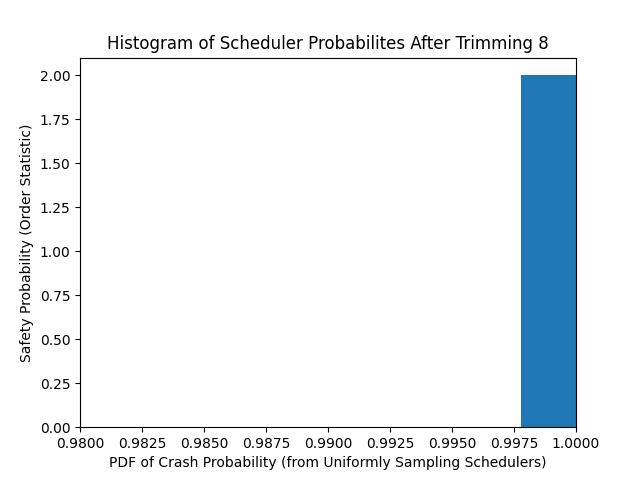 Histogram of Scheduler Probabilites After Trimming 8
Safety Probability (Order Statistic)
2.00
1.75
1.50
1.25
1.00
0.75
0.50
0.25
0.00
0.9800 0.9825 0.9850 0.9875 0.9900 0.9925 0.9950 0.9975 1.0000
PDF of Crash Probability (from Uniformly Sampling Schedulers)